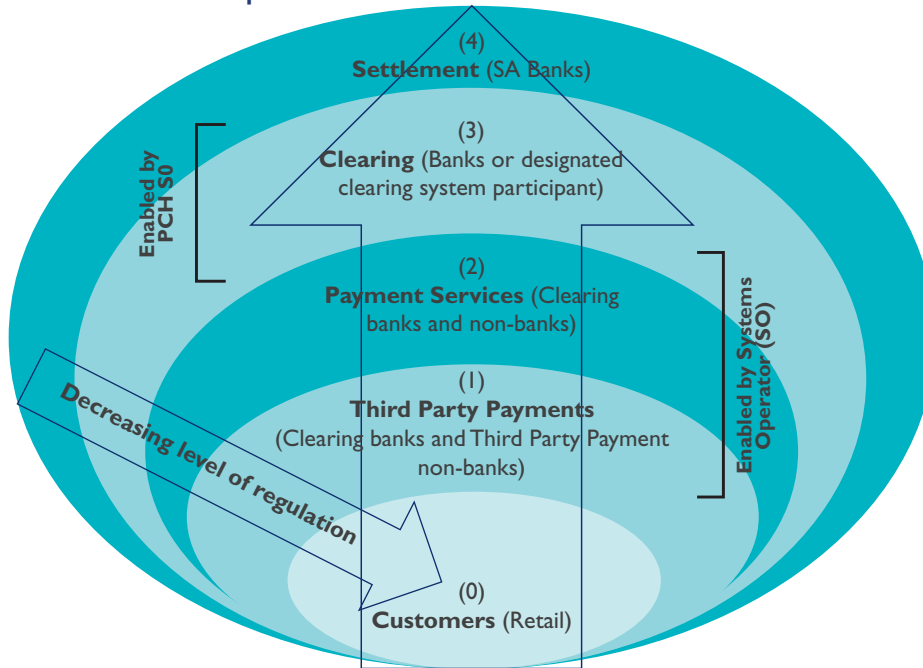 (4)
Settlement (SA Banks)
(3)
Clearing (Banks or designated
clearing system participant)
Enabled by
PCH S0
(2)
Payment Services (Clearing
banks and non-banks)
(1)
Third Party Payments
(Clearing banks and Third Party Payment
non-banks)
Enabled by Systems
Operator (SO)
Decreasing level of regulation
(0)
Customers (Retail)